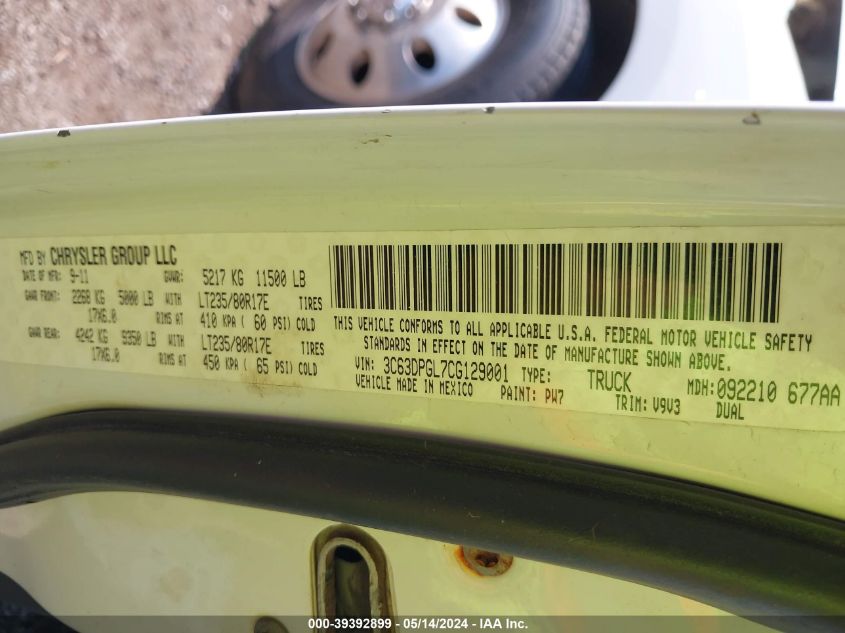 MFD BY CHRYSLER GROUP LLC
DATE OF MFR: 9-11 GVWR: 5217 KG 11500 LB
GAWR FRONT: 2268 KG 5000 LB WITH LT235/80R17E TIRES
17X6.0 RIMS AT 410 KPA ( 60 PSI) COLD
GAWR REAR: 4242 KG 9350 LB WITH LT235/80R17E TIRES
17X6.0 RIMS AT 450 KPA ( 65 PSI) COLD
THIS VEHICLE CONFORMS TO ALL APPLICABLE U.S.A. FEDERAL MOTOR VEHICLE SAFETY
STANDARDS IN EFFECT ON THE DATE OF MANUFACTURE SHOWN ABOVE.
VIN: 3C63DPGL7CG129001 TYPE: TRUCK MDH: 092210 677AA
VEHICLE MADE IN MEXICO PAINT: PW7 TRIM: V9V3 DUAL
000-39392899 • 05/14/2024 - IAA Inc.